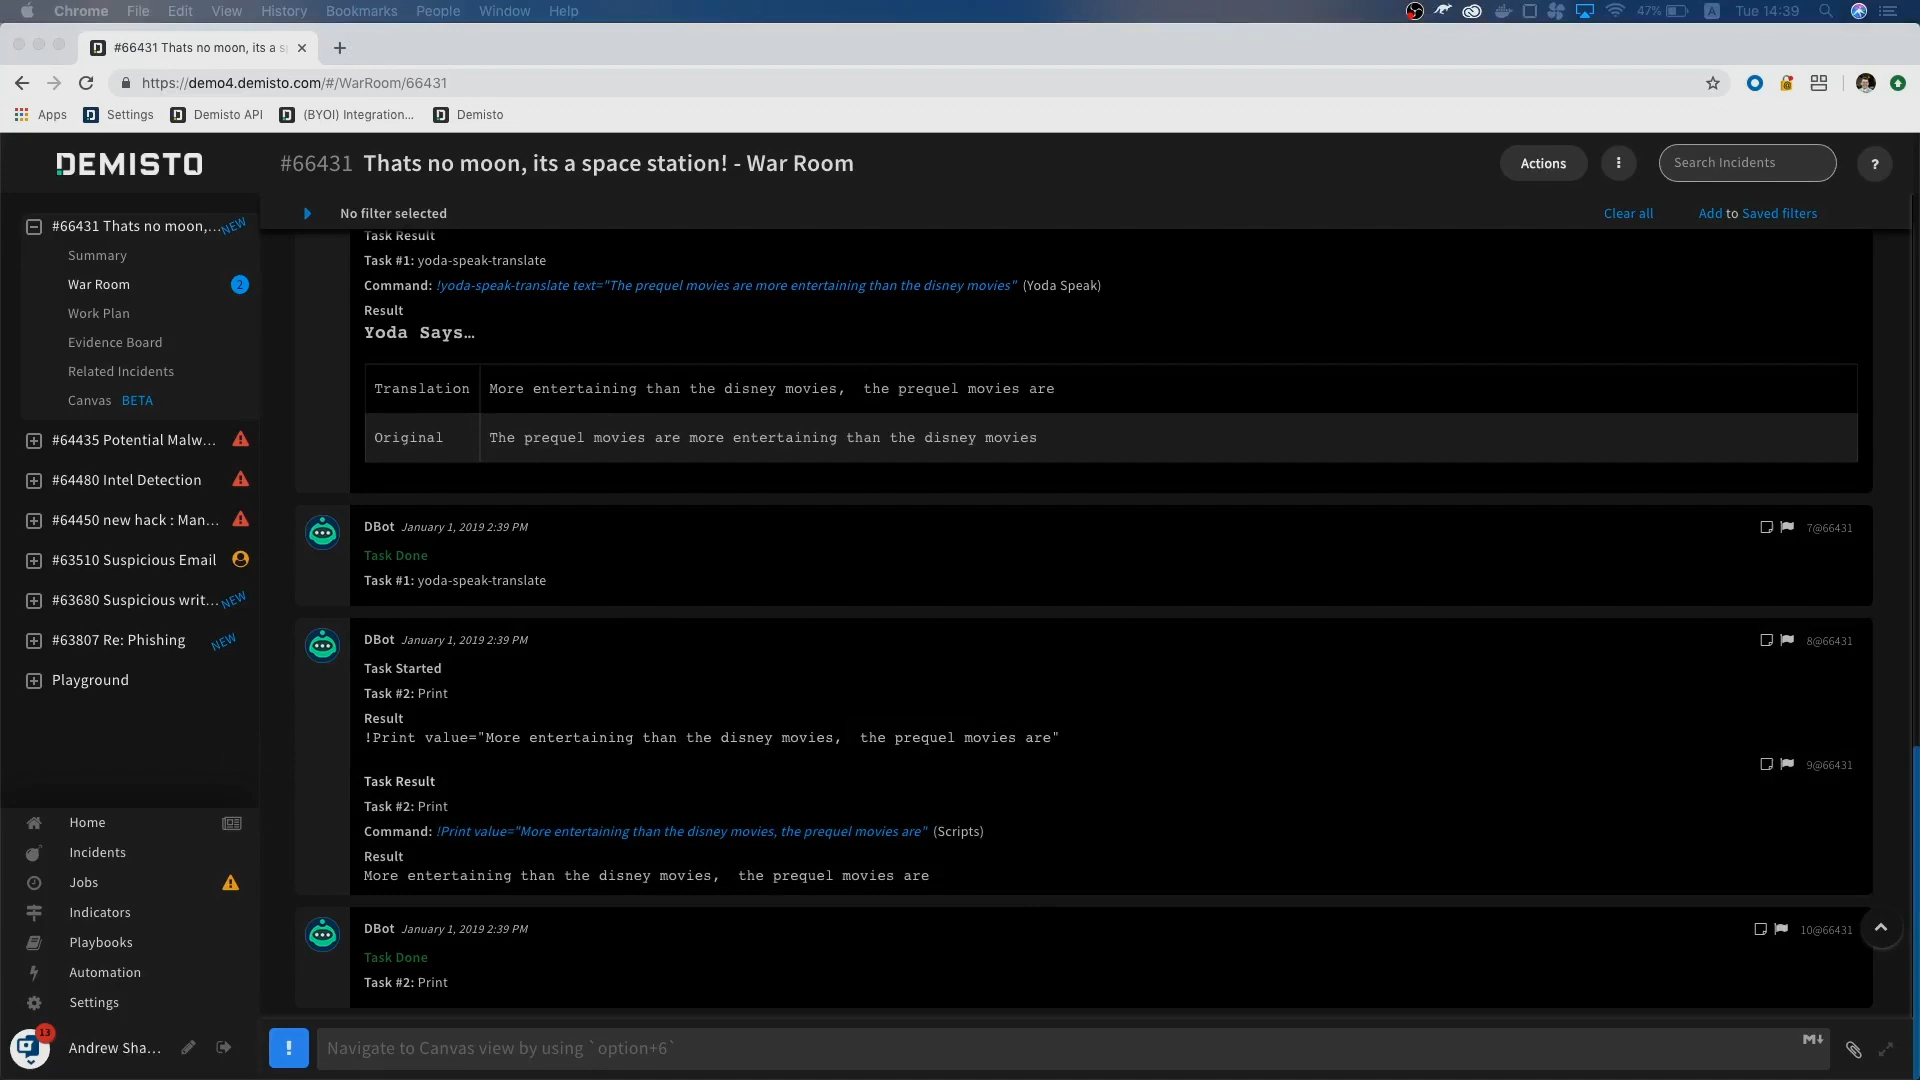 Chrome File Edit View History Bookmarks People Window Help 47% A Tue 14:39
#66431 Thats no moon, its a s
https://demo4.demisto.com/#/WarRoom/66431
Apps Settings Demisto API (BYOI) Integration... Demisto
DEMISTO
#66431 Thats no moon, its a space station! - War Room
Actions
Search Incidents
?
No filter selected
Clear all
Add to Saved filters
#66431 Thats no moon,... NEW
Summary
War Room 2
Work Plan
Evidence Board
Related Incidents
Canvas BETA
#64435 Potential Malw...
#64480 Intel Detection
#64450 new hack : Man...
#63510 Suspicious Email
#63680 Suspicious writ... NEW
#63807 Re: Phishing NEW
Playground
Home
Incidents
Jobs
Indicators
Playbooks
Automation
Settings
13
Andrew Sha...
Task Result
Task #1: yoda-speak-translate
Command: !yoda-speak-translate text="The prequel movies are more entertaining than the disney movies" (Yoda Speak)
Result
Yoda Says…
Translation More entertaining than the disney movies,  the prequel movies are
Original The prequel movies are more entertaining than the disney movies
DBot January 1, 2019 2:39 PM 7@66431
Task Done
Task #1: yoda-speak-translate
DBot January 1, 2019 2:39 PM 8@66431
Task Started
Task #2: Print
Result
!Print value="More entertaining than the disney movies,  the prequel movies are"
9@66431
Task Result
Task #2: Print
Command: !Print value="More entertaining than the disney movies, the prequel movies are" (Scripts)
Result
More entertaining than the disney movies,  the prequel movies are
DBot January 1, 2019 2:39 PM 10@66431
Task Done
Task #2: Print
! Navigate to Canvas view by using `option+6` M